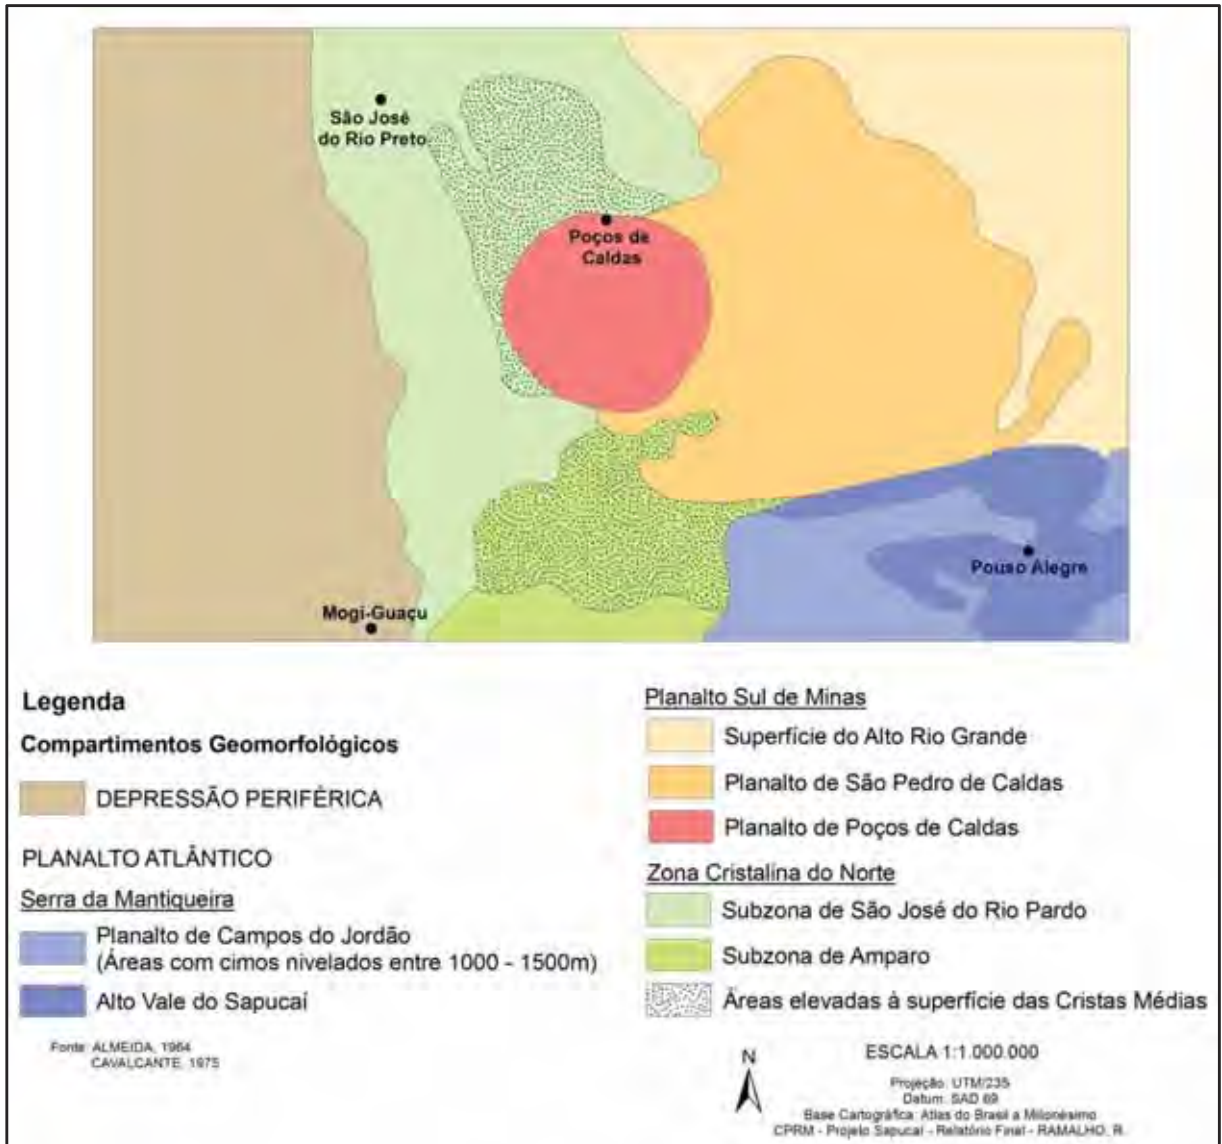 São José
do Rio Preto
Poços de
Caldas
Pouso Alegre
Mogi-Guaçu
Legenda
Compartimentos Geomorfológicos
DEPRESSÃO PERIFÉRICA
PLANALTO ATLÂNTICO
Serra da Mantiqueira
Planalto de Campos do Jordão
(Áreas com cimos nivelados entre 1000 - 1500m)
Alto Vale do Sapucaí
Fonte: ALMEIDA, 1964
CAVALCANTE, 1975
Planalto Sul de Minas
Superfície do Alto Rio Grande
Planalto de São Pedro de Caldas
Planalto de Poços de Caldas
Zona Cristalina do Norte
Subzona de São José do Rio Pardo
Subzona de Amparo
Áreas elevadas à superfície das Cristas Médias
N
ESCALA 1:1.000.000
Projeção: UTM/23S
Datum: SAD 69
Base Cartográfica: Atlas do Brasil a Milionésimo
CPRM - Projeto Sapucaí - Relatório Final - RAMALHO, R.